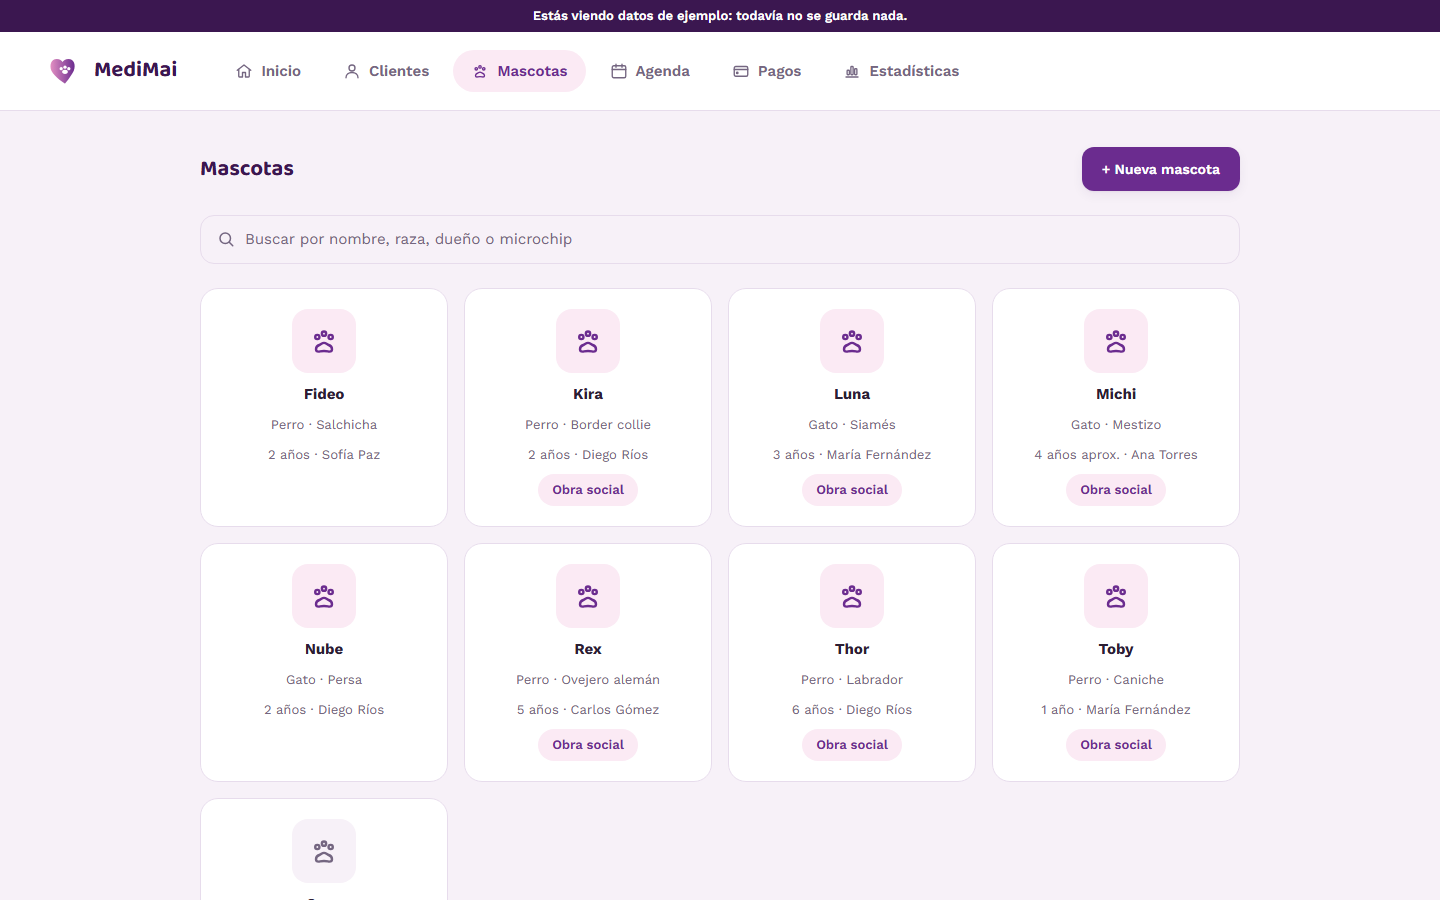 Estás viendo datos de ejemplo: todavía no se guarda nada.
MediMai
Inicio
Clientes
Mascotas
Agenda
Pagos
Estadísticas
Mascotas
+ Nueva mascota
Buscar por nombre, raza, dueño o microchip
Fideo
Perro · Salchicha
2 años · Sofía Paz
Kira
Perro · Border collie
2 años · Diego Ríos
Obra social
Luna
Gato · Siamés
3 años · María Fernández
Obra social
Michi
Gato · Mestizo
4 años aprox. · Ana Torres
Obra social
Nube
Gato · Persa
2 años · Diego Ríos
Rex
Perro · Ovejero alemán
5 años · Carlos Gómez
Obra social
Thor
Perro · Labrador
6 años · Diego Ríos
Obra social
Toby
Perro · Caniche
1 año · María Fernández
Obra social